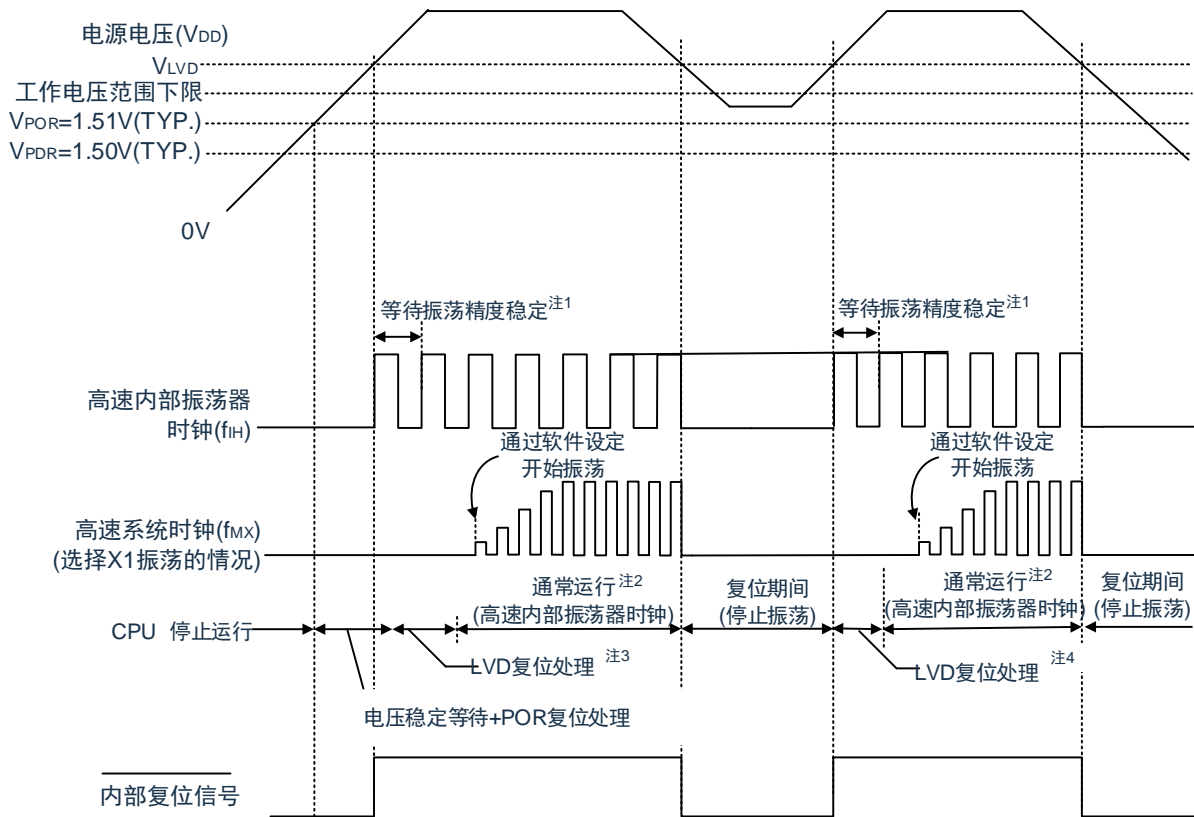 电源电压(VDD)
VLVD
工作电压范围下限
VPOR=1.51V(TYP.)
VPDR=1.50V(TYP.)
0V
等待振荡精度稳定注1
等待振荡精度稳定注1
高速内部振荡器
时钟(fIH)
通过软件设定
开始振荡
通过软件设定
开始振荡
高速系统时钟(fMX)
(选择X1振荡的情况)
通常运行注2
(高速内部振荡器时钟)
复位期间
(停止振荡)
通常运行注2
(高速内部振荡器时钟)
复位期间
(停止振荡)
CPU 停止运行
LVD复位处理 注3
LVD复位处理 注4
电压稳定等待+POR复位处理
内部复位信号